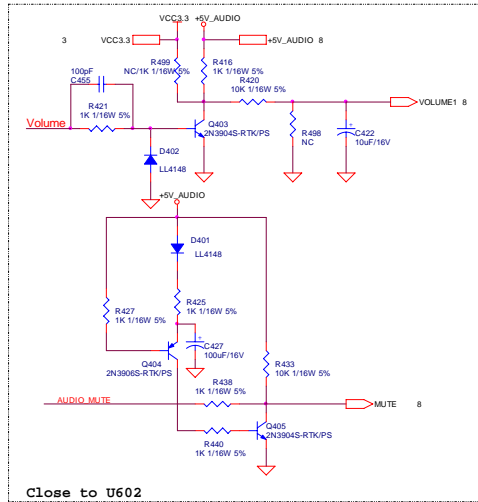 VCC3.3 +5V_AUDIO
3 VCC3.3 +5V_AUDIO 8
R499
NC/1K 1/16W 5%
R416
1K 1/16W 5%
R420
10K 1/16W 5%
100pF
C455
R421
1K 1/16W 5%
VOLUME1 8
Volume
Q403
2N3904S-RTK/PS
R498
NC
C422
10uF/16V
D402
LL4148
+5V_AUDIO
D401
LL4148
R427
1K 1/16W 5%
R425
1K 1/16W 5%
C427
100uF/16V
Q404
2N3906S-RTK/PS
R433
10K 1/16W 5%
R438
1K 1/16W 5%
AUDIO_MUTE
MUTE 8
Q405
2N3904S-RTK/PS
R440
1K 1/16W 5%
Close to U602